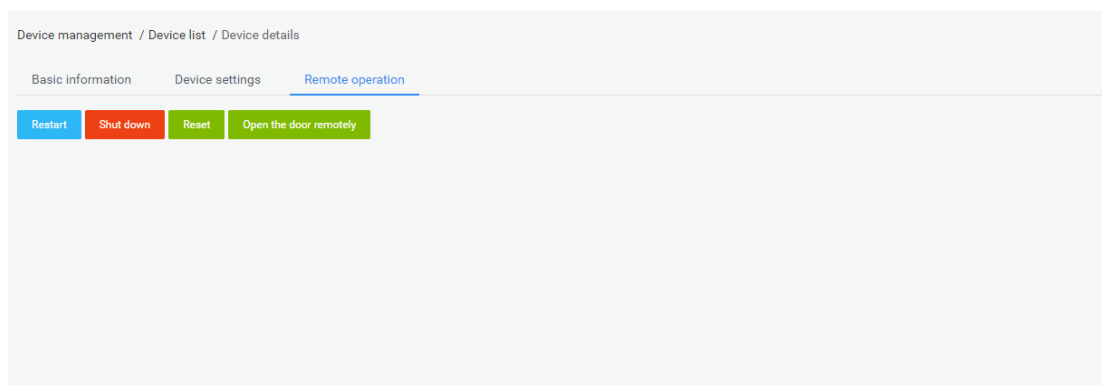 Device management / Device list / Device details
Basic information Device settings Remote operation
Restart Shut down Reset Open the door remotely